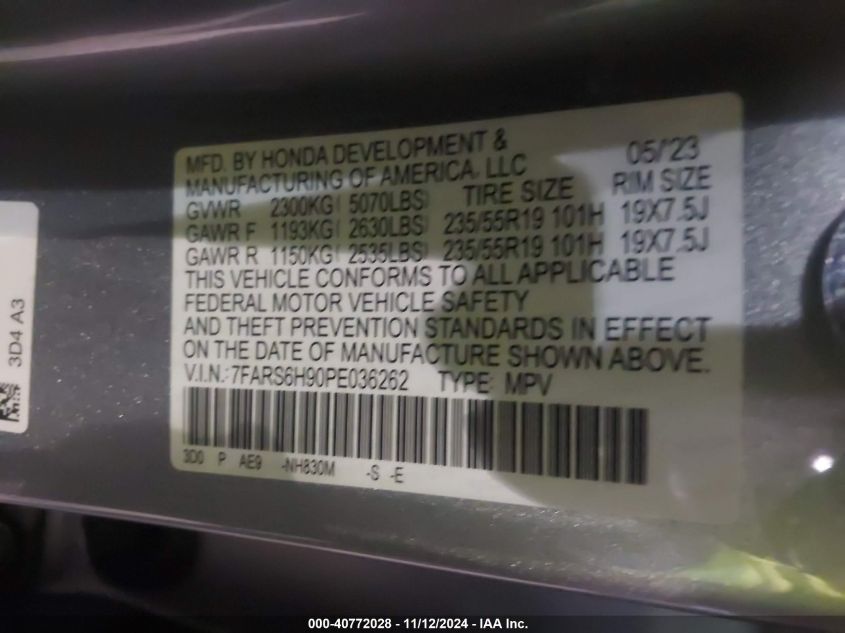 MFD. BY HONDA DEVELOPMENT & 05/'23
MANUFACTURING OF AMERICA, LLC
TIRE SIZE RIM SIZE
GVWR 2300KG( 5070LBS)
GAWR F 1193KG( 2630LBS) 235/55R19 101H 19X7.5J
GAWR R 1150KG( 2535LBS) 235/55R19 101H 19X7.5J
THIS VEHICLE CONFORMS TO ALL APPLICABLE
FEDERAL MOTOR VEHICLE SAFETY
AND THEFT PREVENTION STANDARDS IN EFFECT
ON THE DATE OF MANUFACTURE SHOWN ABOVE.
V.I.N.:7FARS6H90PE036262 TYPE: MPV
3D0 P AE9 -NH830M -S -E
3D4 A3
000-40772028 - 11/12/2024 - IAA Inc.